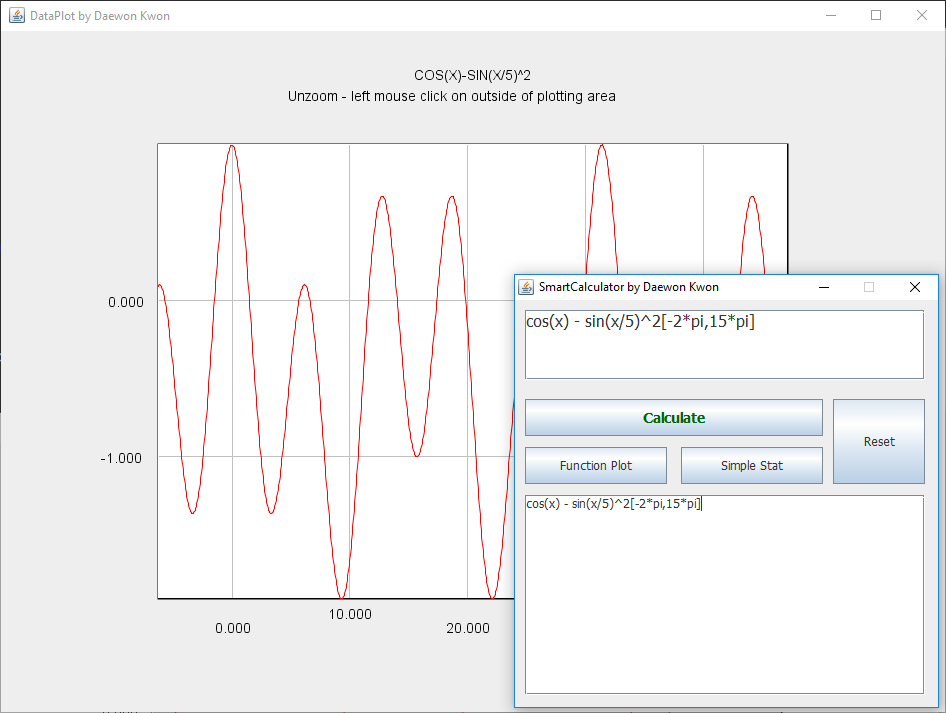 DataPlot by Daewon Kwon
COS(X)-SIN(X/5)^2
Unzoom - left mouse click on outside of plotting area
0.000
-1.000
10.000
0.000
20.000
SmartCalculator by Daewon Kwon
cos(x) - sin(x/5)^2[-2*pi,15*pi]
Calculate
Reset
Function Plot
Simple Stat
cos(x) - sin(x/5)^2[-2*pi,15*pi]